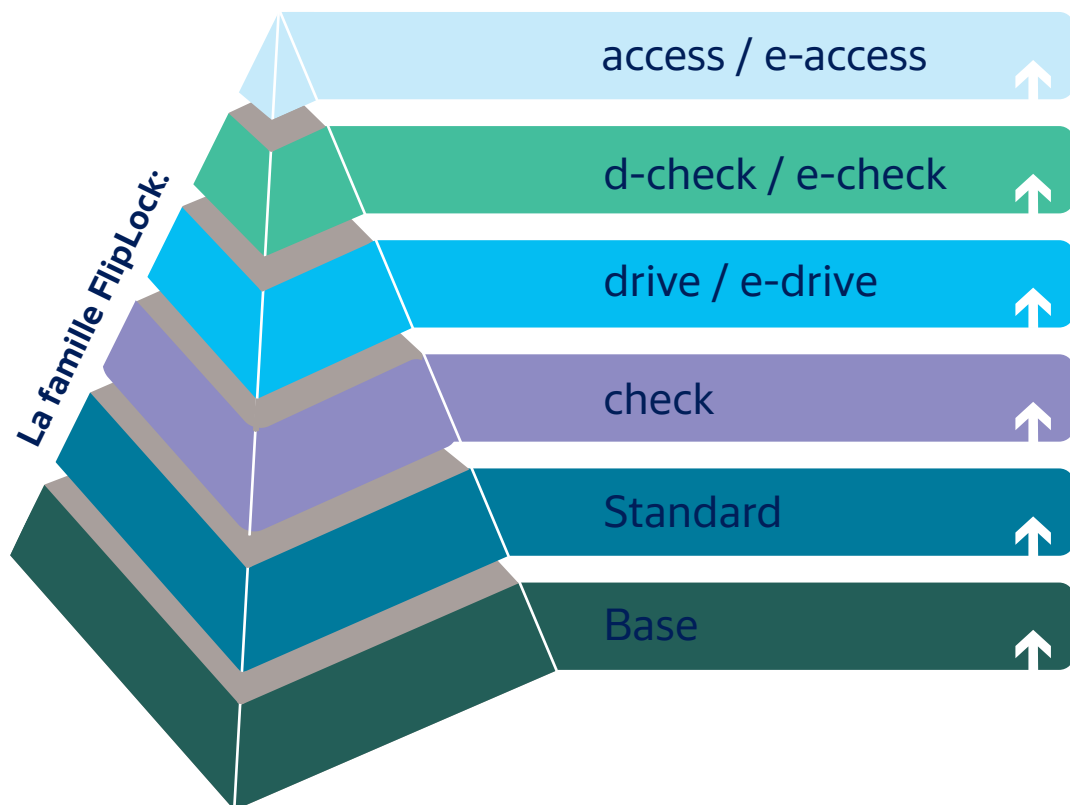 La famille FlipLock:
access / e-access
d-check / e-check
drive / e-drive
check
Standard
Base